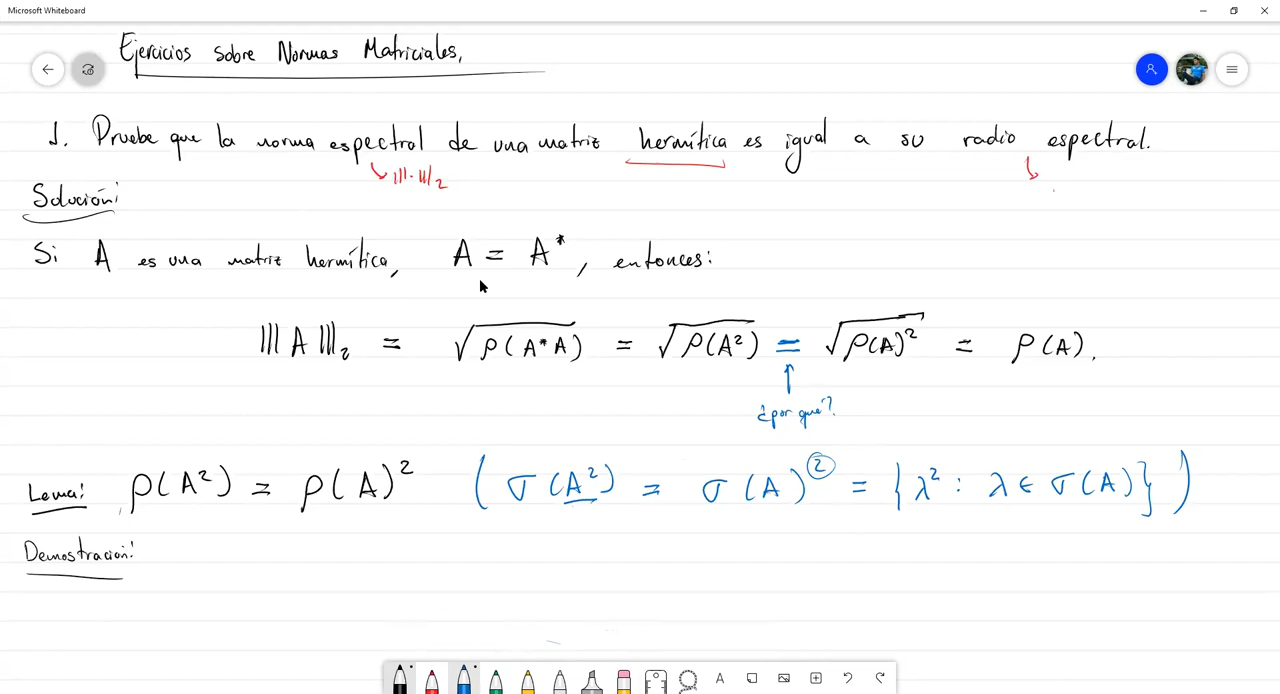 Microsoft Whiteboard
Ejercicios sobre Normas Matriciales.
1. Pruebe que la norma espectral de una matriz hermítica es igual a su radio espectral.
↳ |||·|||₂
Solución:
Si A es una matriz hermítica, A = A*, entonces:
|||A|||₂ = √ρ(A*A) = √ρ(A²) = √ρ(A)² = ρ(A).
¿por qué?
Lema: ρ(A²) = ρ(A)² (σ(A²) = σ(A)² = {λ² : λ ∈ σ(A)})
Demostración: